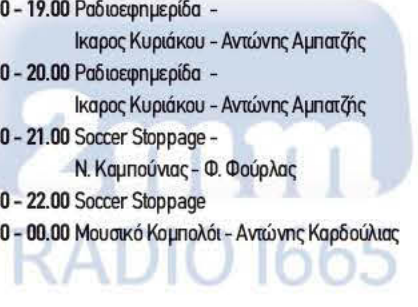 0 - 19.00 Ραδιοεφημερίδα -
Ικαρος Κυριάκου - Αντώνης Αμπατζής
0 - 20.00 Ραδιοεφημερίδα -
Ικαρος Κυριάκου - Αντώνης Αμπατζής
0 - 21.00 Soccer Stoppage -
Ν. Καμπούνιας - Φ. Φούρλας
0 - 22.00 Soccer Stoppage
0 - 00.00 Μουσικό Κομπολόι - Αντώνης Καρδούλιας
2mm
RADIO 1665